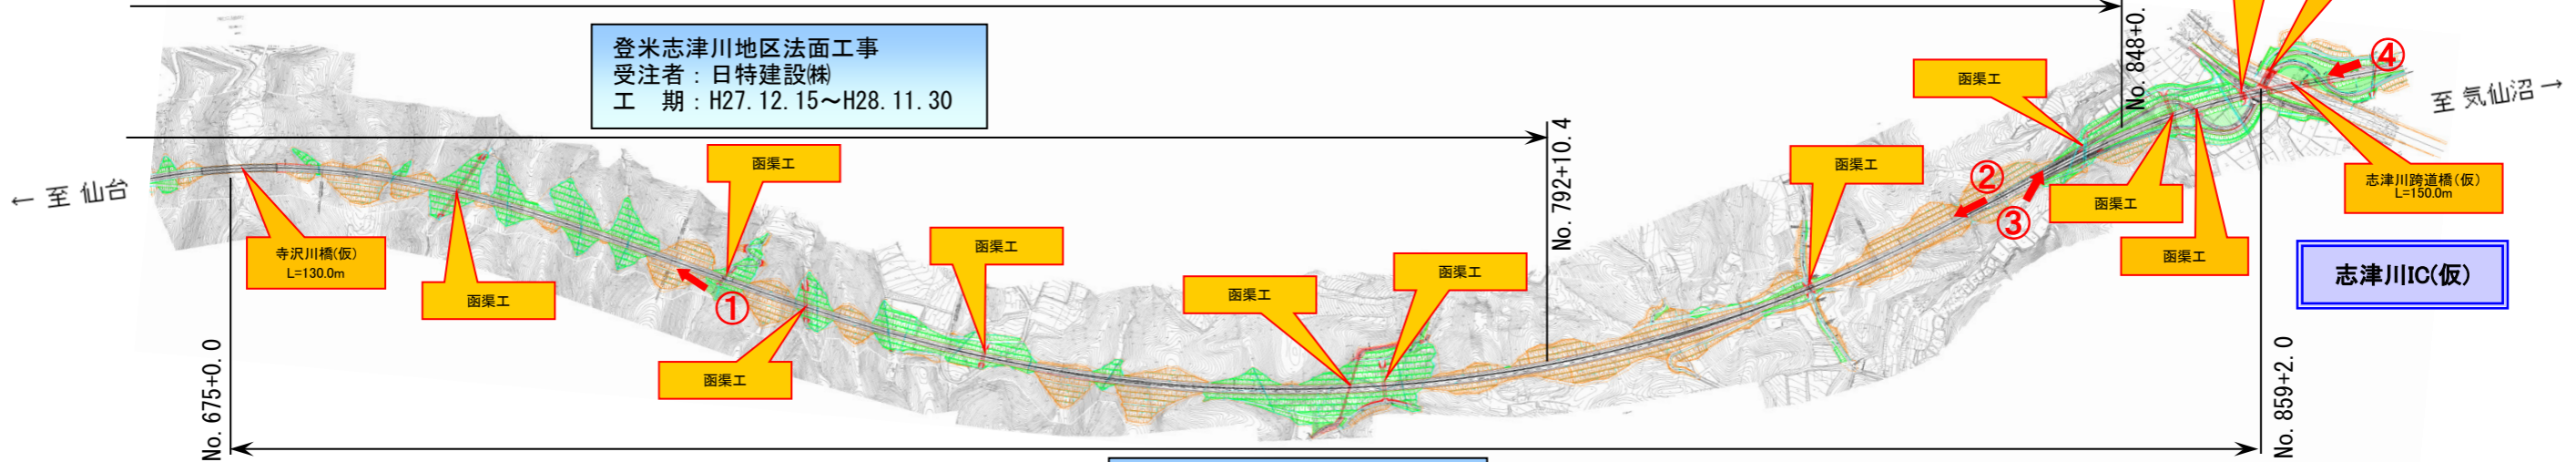 登米志津川地区法面工事
受注者：日特建設㈱
工　期：H27.12.15～H28.11.30
No. 848+0.
④
至 気仙沼 →
函渠工
函渠工
函渠工
No. 792+10.4
②
③
函渠工
函渠工
志津川跨道橋（仮）
L=150.0m
← 至 仙台
寺沢川橋(仮)
L=130.0m
函渠工
①
函渠工
函渠工
函渠工
函渠工
志津川IC(仮)
函渠工
No. 675+0.0
No. 859+2.0